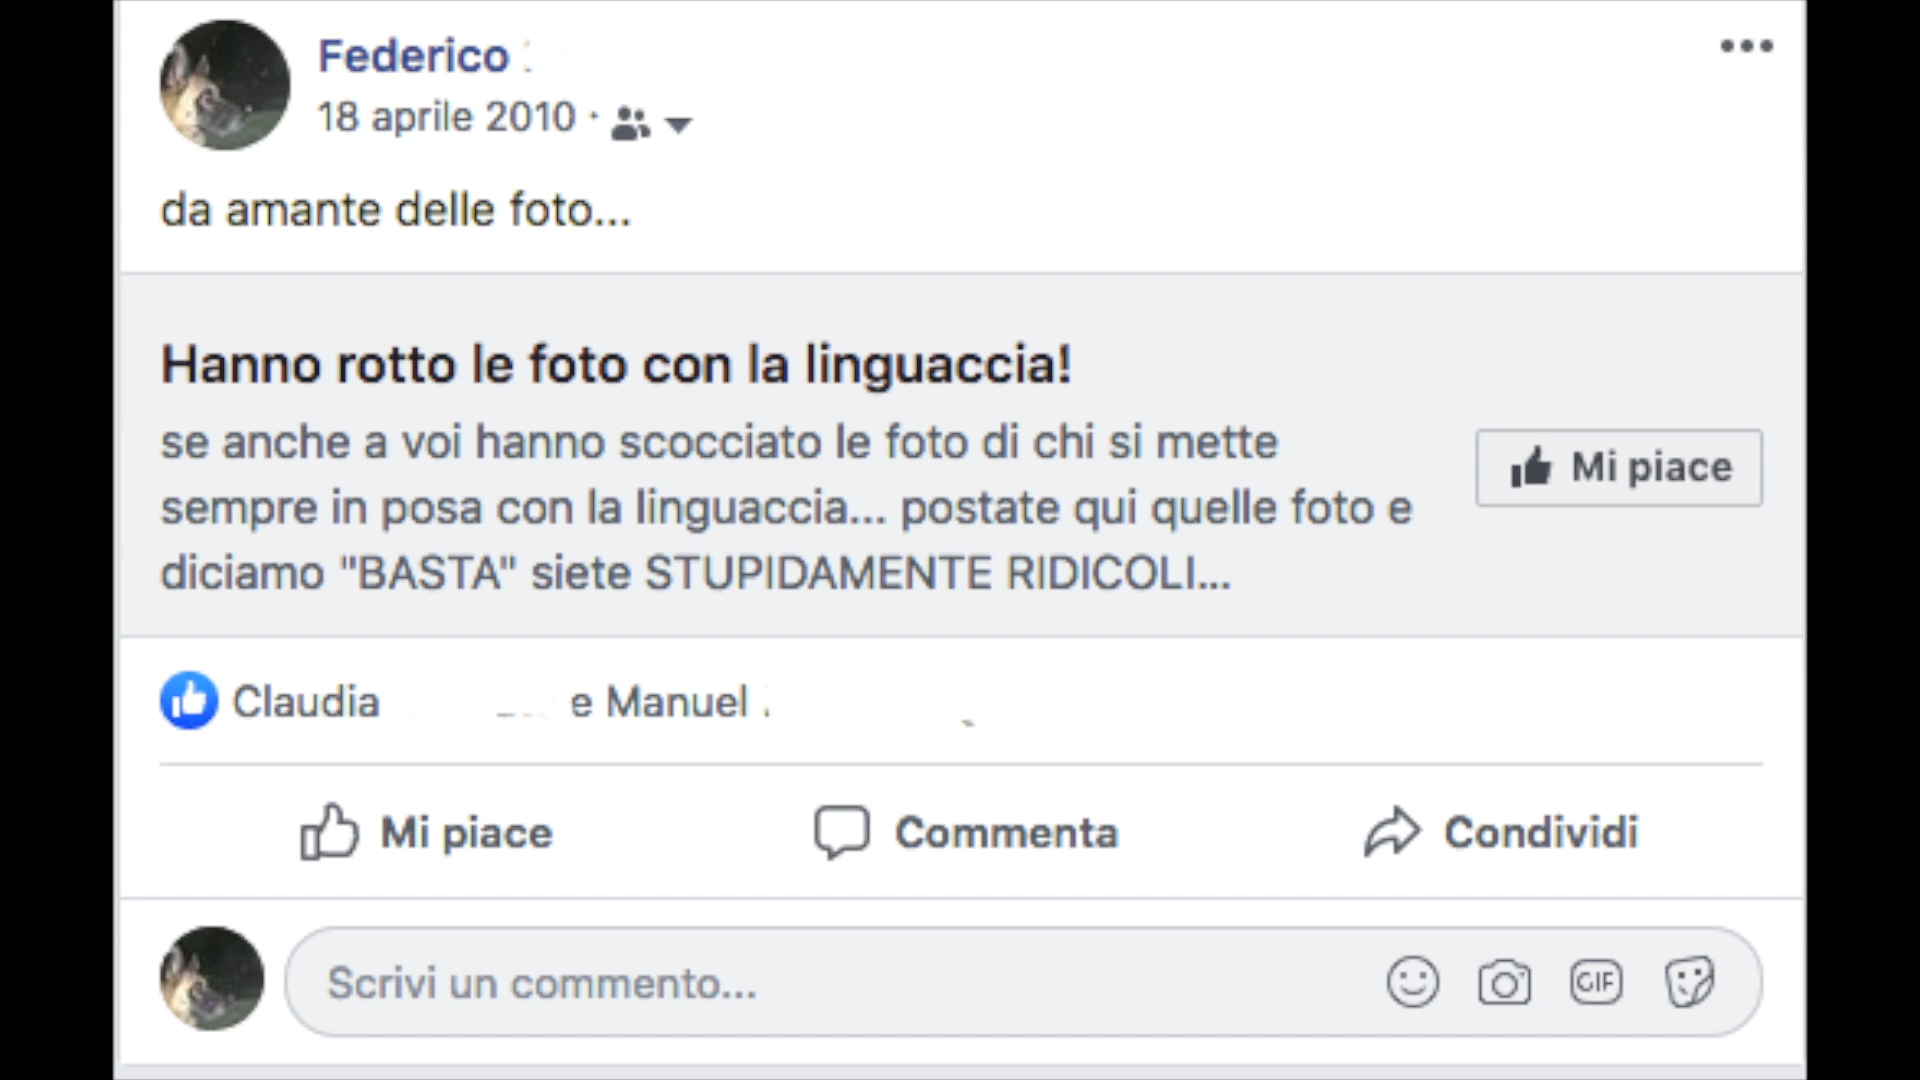 Federico
18 aprile 2010 ·
da amante delle foto...
Hanno rotto le foto con la linguaccia!
se anche a voi hanno scocciato le foto di chi si mette
sempre in posa con la linguaccia... postate qui quelle foto e
diciamo "BASTA" siete STUPIDAMENTE RIDICOLI...
Mi piace
Claudia e Manuel
Mi piace Commenta Condividi
Scrivi un commento... GIF